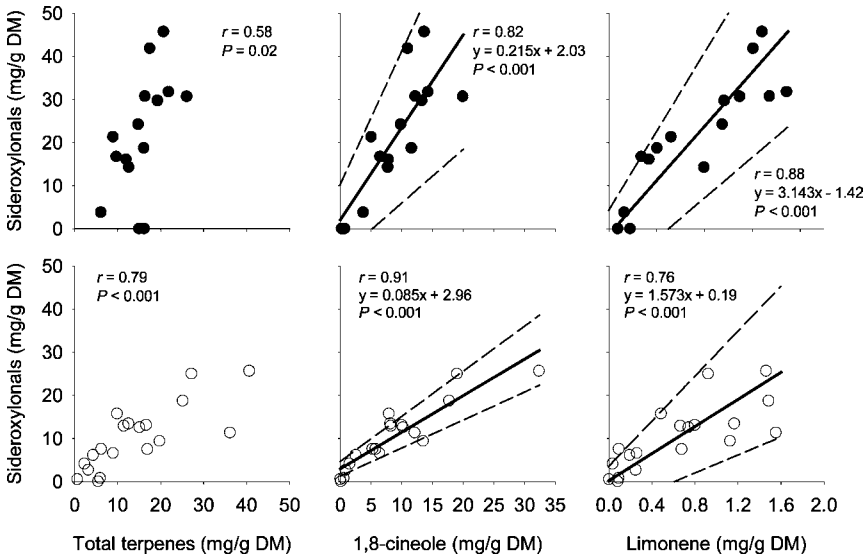 50
40
30
20
10
0
Sideroxylonals (mg/g DM)
r = 0.58
P = 0.02
r = 0.82
y = 0.215x + 2.03
P < 0.001
r = 0.88
y = 3.143x - 1.42
P < 0.001
50
40
30
20
10
0
Sideroxylonals (mg/g DM)
r = 0.79
P < 0.001
r = 0.91
y = 0.085x + 2.96
P < 0.001
r = 0.76
y = 1.573x + 0.19
P < 0.001
0 10 20 30 40 50
0 5 10 15 20 25 30 35
0.0 0.4 0.8 1.2 1.6 2.0
Total terpenes (mg/g DM)
1,8-cineole (mg/g DM)
Limonene (mg/g DM)